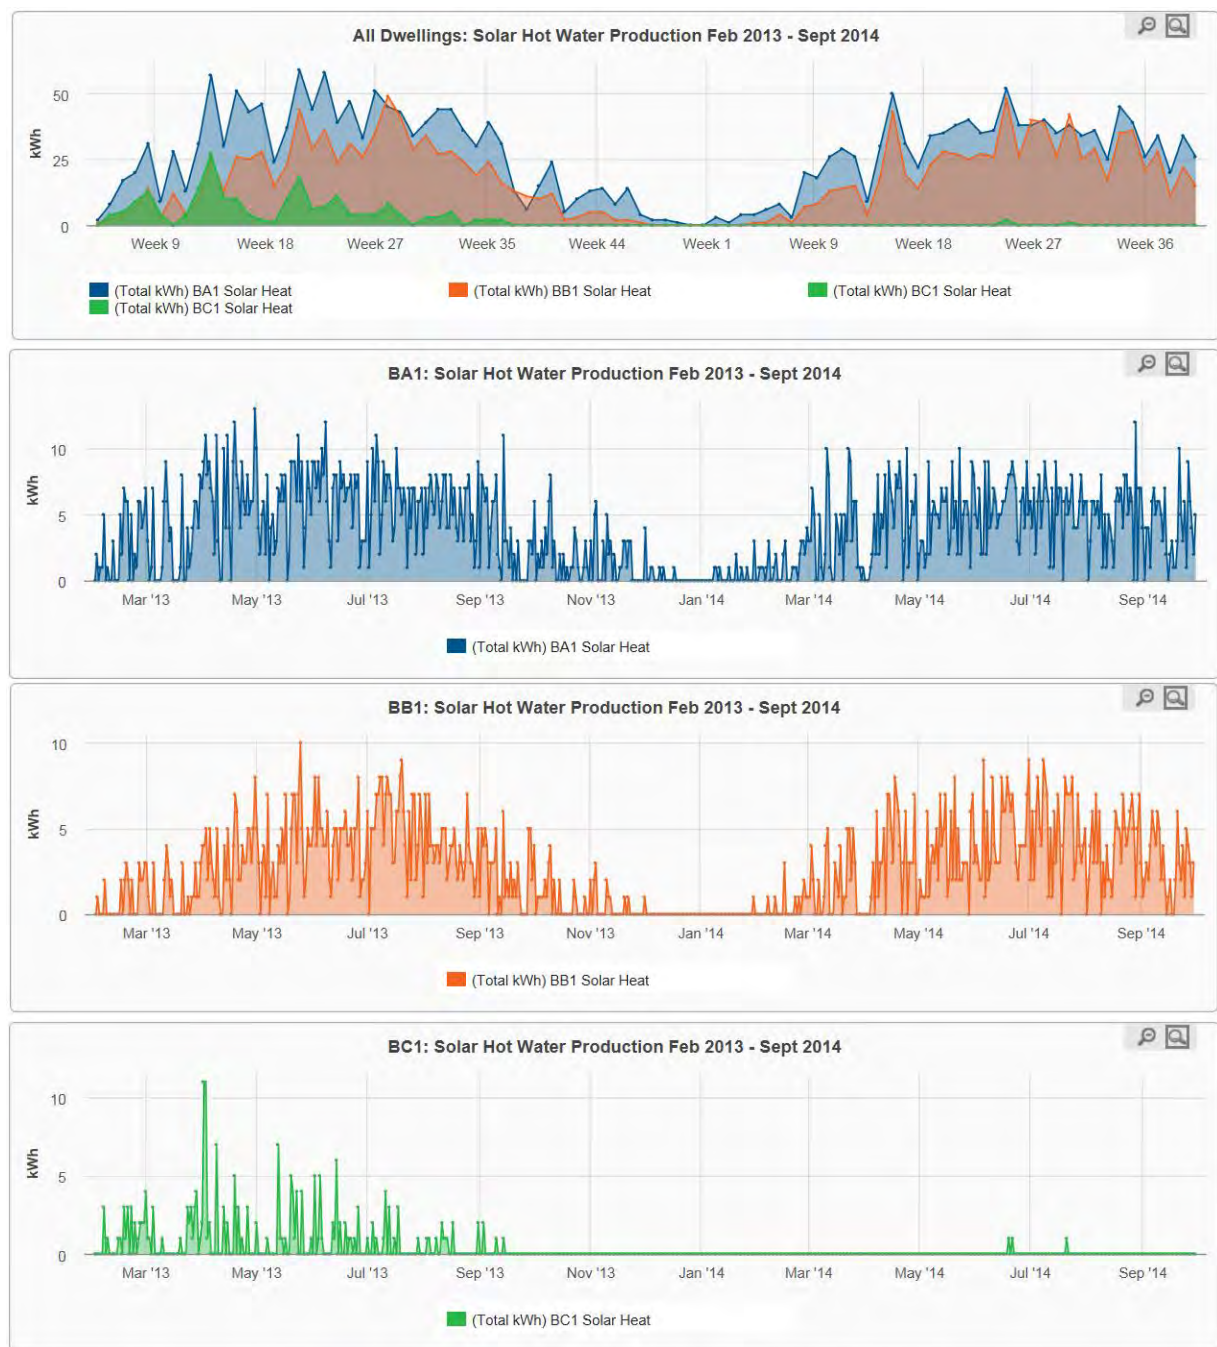 All Dwellings: Solar Hot Water Production Feb 2013 - Sept 2014
50
25
0
kWh
Week 9 Week 18 Week 27 Week 35 Week 44 Week 1 Week 9 Week 18 Week 27 Week 36
(Total kWh) BA1 Solar Heat (Total kWh) BB1 Solar Heat (Total kWh) BC1 Solar Heat
(Total kWh) BC1 Solar Heat
BA1: Solar Hot Water Production Feb 2013 - Sept 2014
10
5
0
kWh
Mar '13 May '13 Jul '13 Sep '13 Nov '13 Jan '14 Mar '14 May '14 Jul '14 Sep '14
(Total kWh) BA1 Solar Heat
BB1: Solar Hot Water Production Feb 2013 - Sept 2014
10
5
0
kWh
Mar '13 May '13 Jul '13 Sep '13 Nov '13 Jan '14 Mar '14 May '14 Jul '14 Sep '14
(Total kWh) BB1 Solar Heat
BC1: Solar Hot Water Production Feb 2013 - Sept 2014
10
5
0
kWh
Mar '13 May '13 Jul '13 Sep '13 Nov '13 Jan '14 Mar '14 May '14 Jul '14 Sep '14
(Total kWh) BC1 Solar Heat